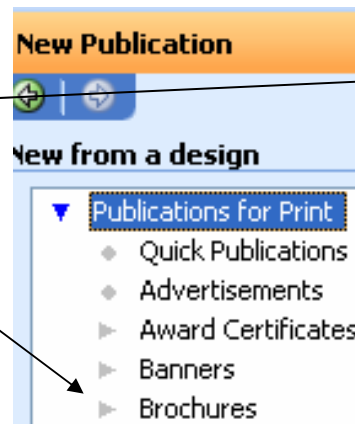 New Publication
New from a design
Publications for Print
Quick Publications
Advertisements
Award Certificates
Banners
Brochures